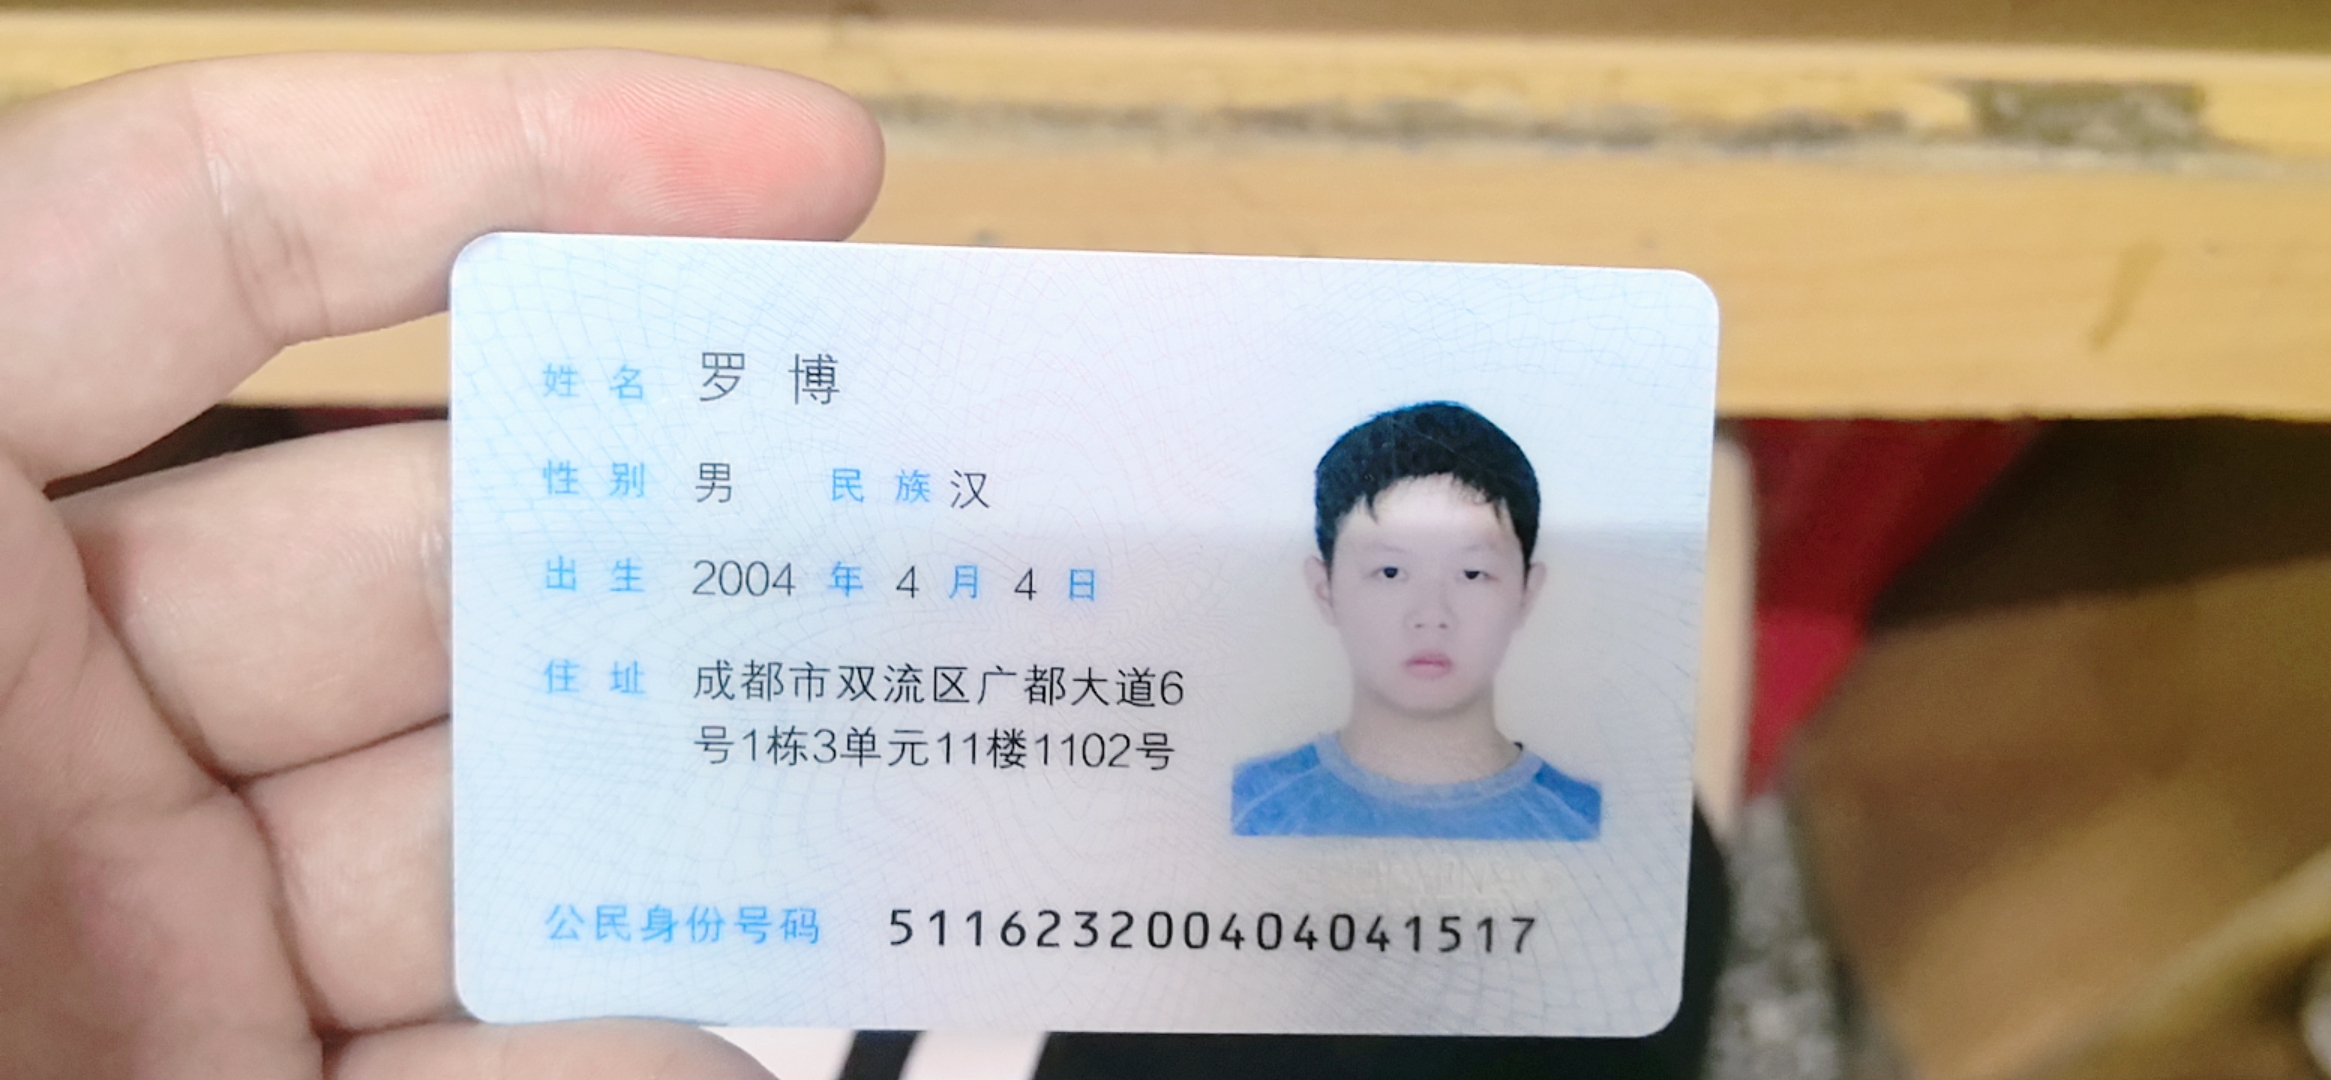 姓名 罗博
性别 男 民族 汉
出生 2004 年 4 月 4 日
住址 成都市双流区广都大道6
号1栋3单元11楼1102号
公民身份号码 511623200404041517